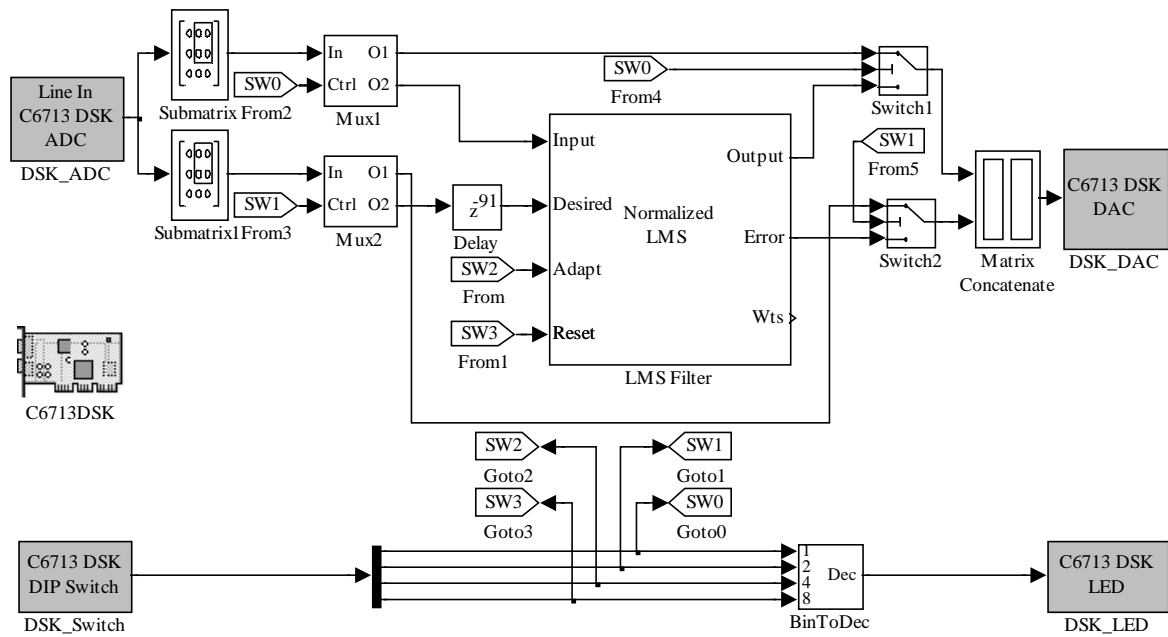 Line In
C6713 DSK
ADC
DSK_ADC
Submatrix
From2
SW0
In
O1
Ctrl
O2
Mux1
Submatrix1
From3
SW1
In
O1
Ctrl
O2
Mux2
z-91
Delay
SW2
From
SW3
From1
Input
Desired
Adapt
Reset
Normalized
LMS
Output
Error
Wts
LMS Filter
SW0
From4
Switch1
SW1
From5
Switch2
Matrix
Concatenate
C6713 DSK
DAC
DSK_DAC
C6713DSK
SW2
Goto2
SW1
Goto1
SW3
Goto3
SW0
Goto0
C6713 DSK
DIP Switch
DSK_Switch
1
2
4
8
Dec
BinToDec
C6713 DSK
LED
DSK_LED